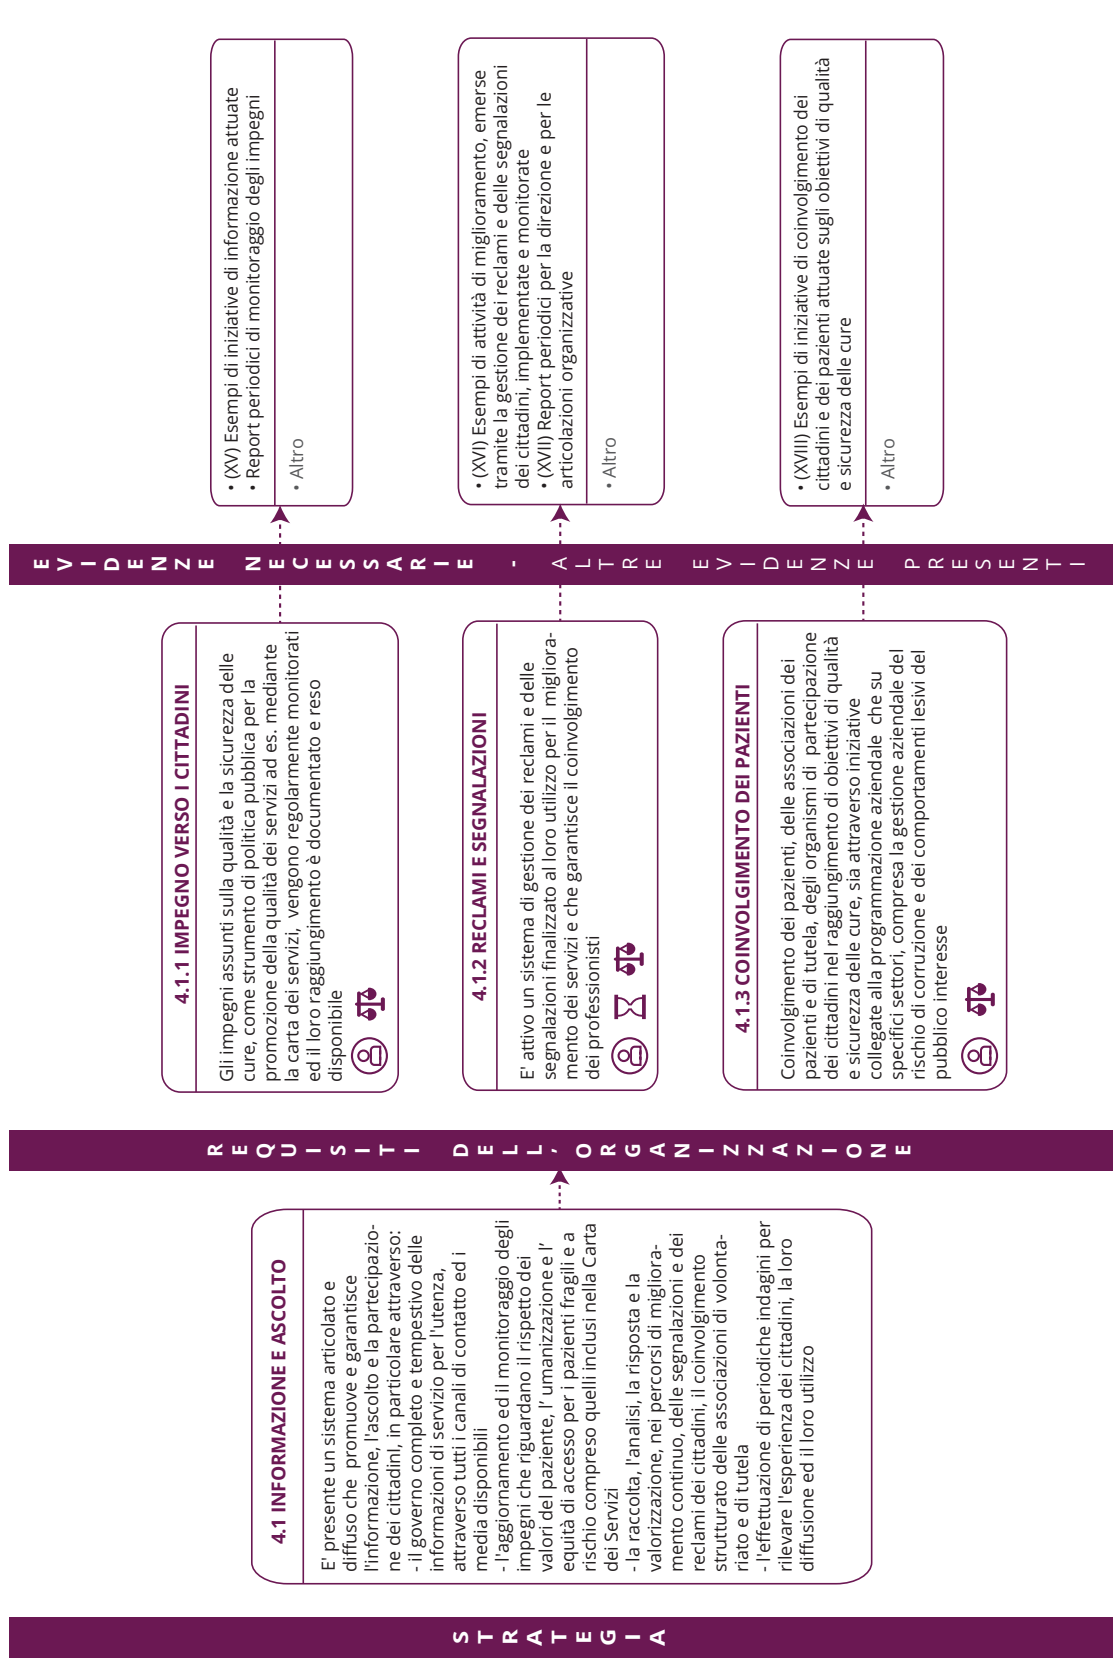 STRATEGIA
4.1 INFORMAZIONE E ASCOLTO
E' presente un sistema articolato e
diffuso che promuove e garantisce
l'informazione, l'ascolto e la partecipazio-
ne dei cittadinI, in particolare attraverso:
- il governo completo e tempestivo delle
informazioni di servizio per l'utenza,
attraverso tutti i canali di contatto ed i
media disponibili
- l'aggiornamento ed il monitoraggio degli
impegni che riguardano il rispetto dei
valori del paziente, l’ umanizzazione e l’
equità di accesso per i pazienti fragili e a
rischio compreso quelli inclusi nella Carta
dei Servizi
- la raccolta, l'analisi, la risposta e la
valorizzazione, nei percorsi di migliora-
mento continuo, delle segnalazioni e dei
reclami dei cittadini, il coinvolgimento
strutturato delle associazioni di volonta-
riato e di tutela
- l'effettuazione di periodiche indagini per
rilevare l'esperienza dei cittadini, la loro
diffusione ed il loro utilizzo
REQUISITI DELL’ORGANIZZAZIONE
4.1.1 IMPEGNO VERSO I CITTADINI
Gli impegni assunti sulla qualità e la sicurezza delle
cure, come strumento di politica pubblica per la
promozione della qualità dei servizi ad es. mediante
la carta dei servizi, vengono regolarmente monitorati
ed il loro raggiungimento è documentato e reso
disponibile
4.1.2 RECLAMI E SEGNALAZIONI
E' attivo un sistema di gestione dei reclami e delle
segnalazioni finalizzato al loro utilizzo per il migliora-
mento dei servizi e che garantisce il coinvolgimento
dei professionisti
4.1.3 COINVOLGIMENTO DEI PAZIENTI
Coinvolgimento dei pazienti, delle associazioni dei
pazienti e di tutela, degli organismi di partecipazione
dei cittadini nel raggiungimento di obiettivi di qualità
e sicurezza delle cure, sia attraverso iniziative
collegate alla programmazione aziendale che su
specifici settori, compresa la gestione aziendale del
rischio di corruzione e dei comportamenti lesivi del
pubblico interesse
EVIDENZE NECESSARIE - ALTRE EVIDENZE PRESENTI
• (XV) Esempi di iniziative di informazione attuate
• Report periodici di monitoraggio degli impegni
• Altro
• (XVI) Esempi di attività di miglioramento, emerse
tramite la gestione dei reclami e delle segnalazioni
dei cittadini, implementate e monitorate
• (XVII) Report periodici per la direzione e per le
articolazioni organizzative
• Altro
• (XVIII) Esempi di iniziative di coinvolgimento dei
cittadini e dei pazienti attuate sugli obiettivi di qualità
e sicurezza delle cure
• Altro